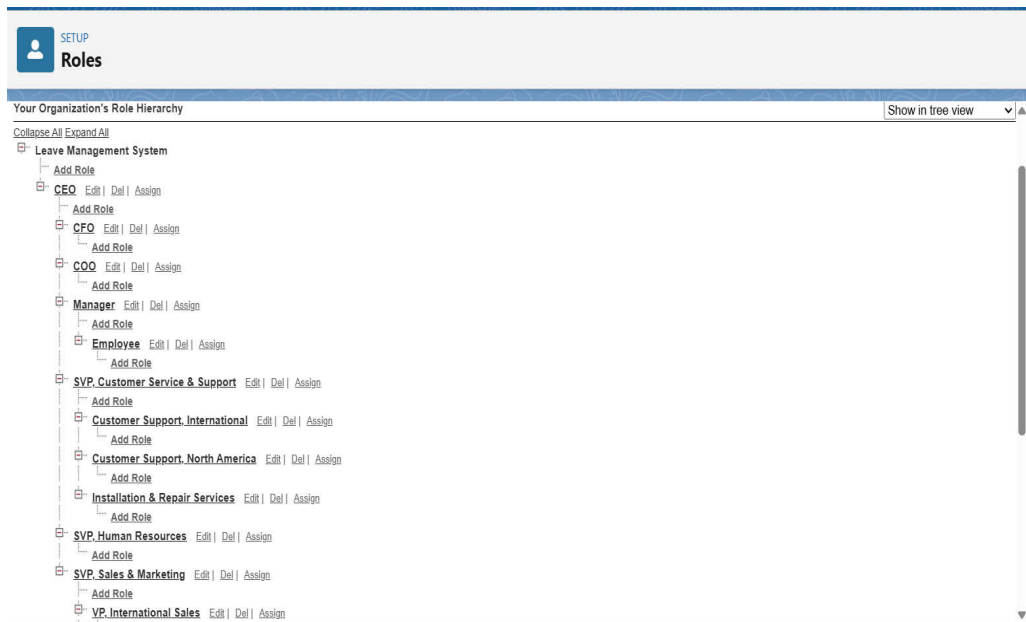 SETUP
Roles
Your Organization's Role Hierarchy
Show in tree view
Collapse All Expand All
Leave Management System
Add Role
CEO Edit | Del | Assign
Add Role
CFO Edit | Del | Assign
Add Role
COO Edit | Del | Assign
Add Role
Manager Edit | Del | Assign
Add Role
Employee Edit | Del | Assign
Add Role
SVP, Customer Service & Support Edit | Del | Assign
Add Role
Customer Support, International Edit | Del | Assign
Add Role
Customer Support, North America Edit | Del | Assign
Add Role
Installation & Repair Services Edit | Del | Assign
Add Role
SVP, Human Resources Edit | Del | Assign
Add Role
SVP, Sales & Marketing Edit | Del | Assign
Add Role
VP, International Sales Edit | Del | Assign